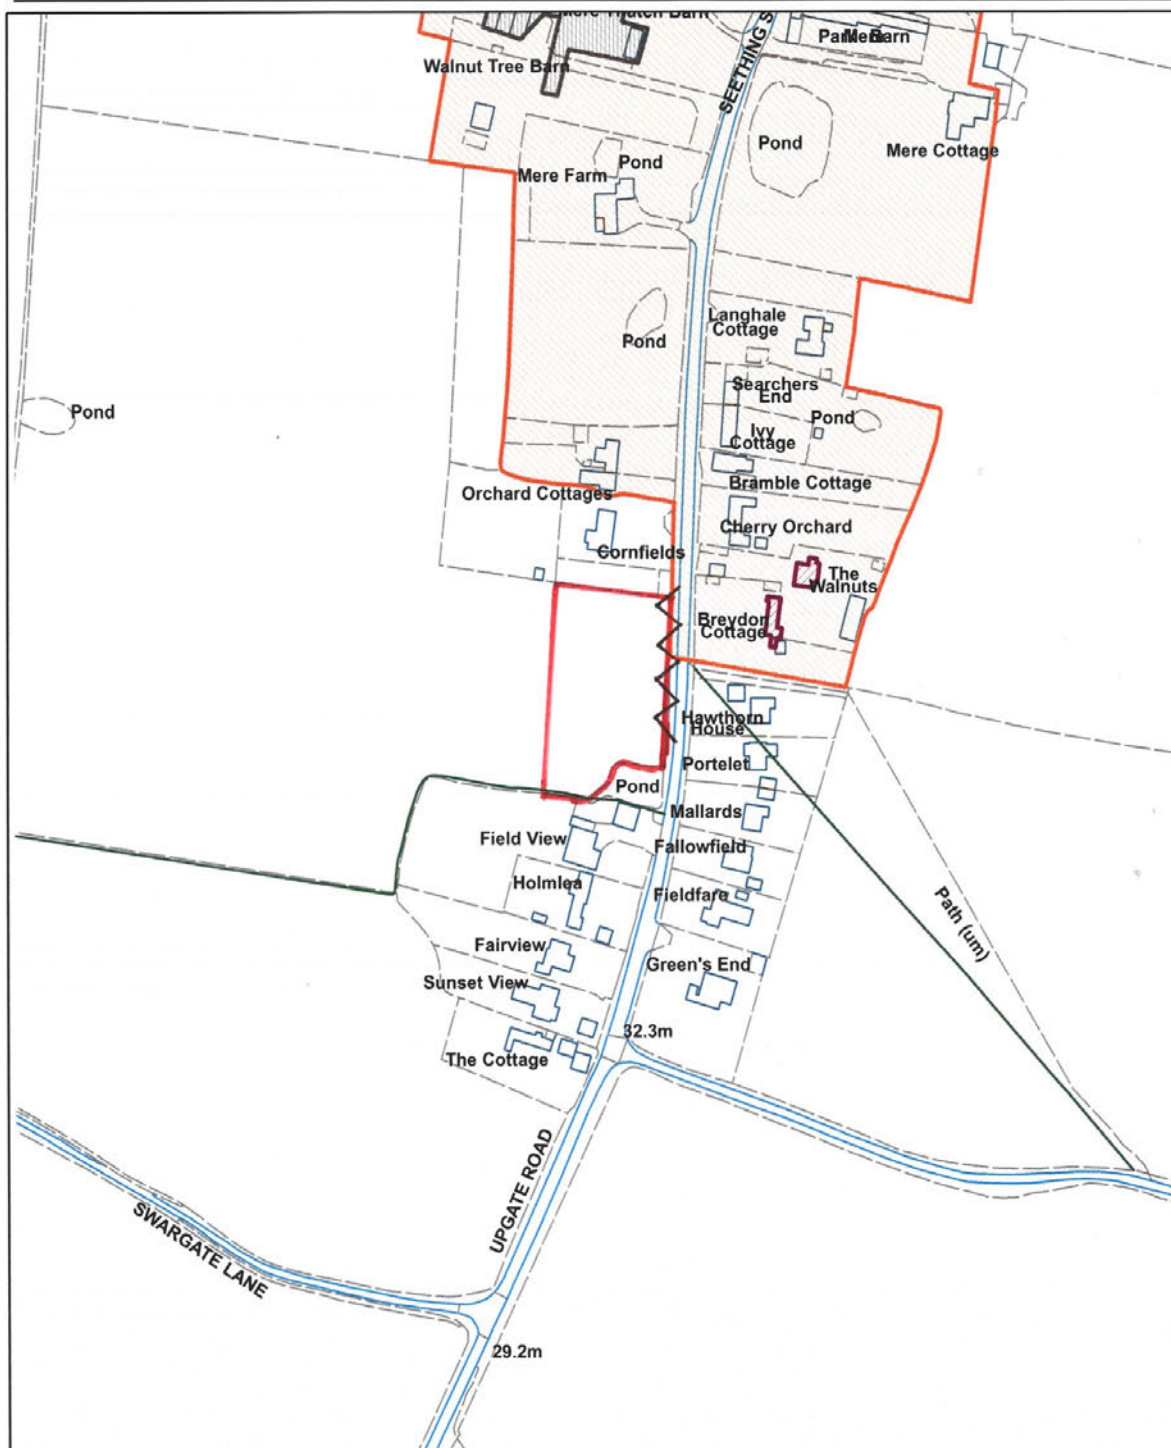 Thatch Barn
SEETHING S
Barn
Walnut Tree Barn
Pond
Mere Cottage
Pond
Mere Farm
Langhale
Cottage
Pond
Searchers
End
Pond
Pond
Ivy
Cottage
Bramble Cottage
Orchard Cottages
Cherry Orchard
Cornfields
The
Walnuts
Breydon
Cottage
Hawthorn
House
Portelet
Pond
Mallards
Field View
Fallowfield
Holmlea
Fieldfare
Path (um)
Fairview
Green's End
Sunset View
32.3m
The Cottage
UPGATE ROAD
SWARGATE LANE
29.2m